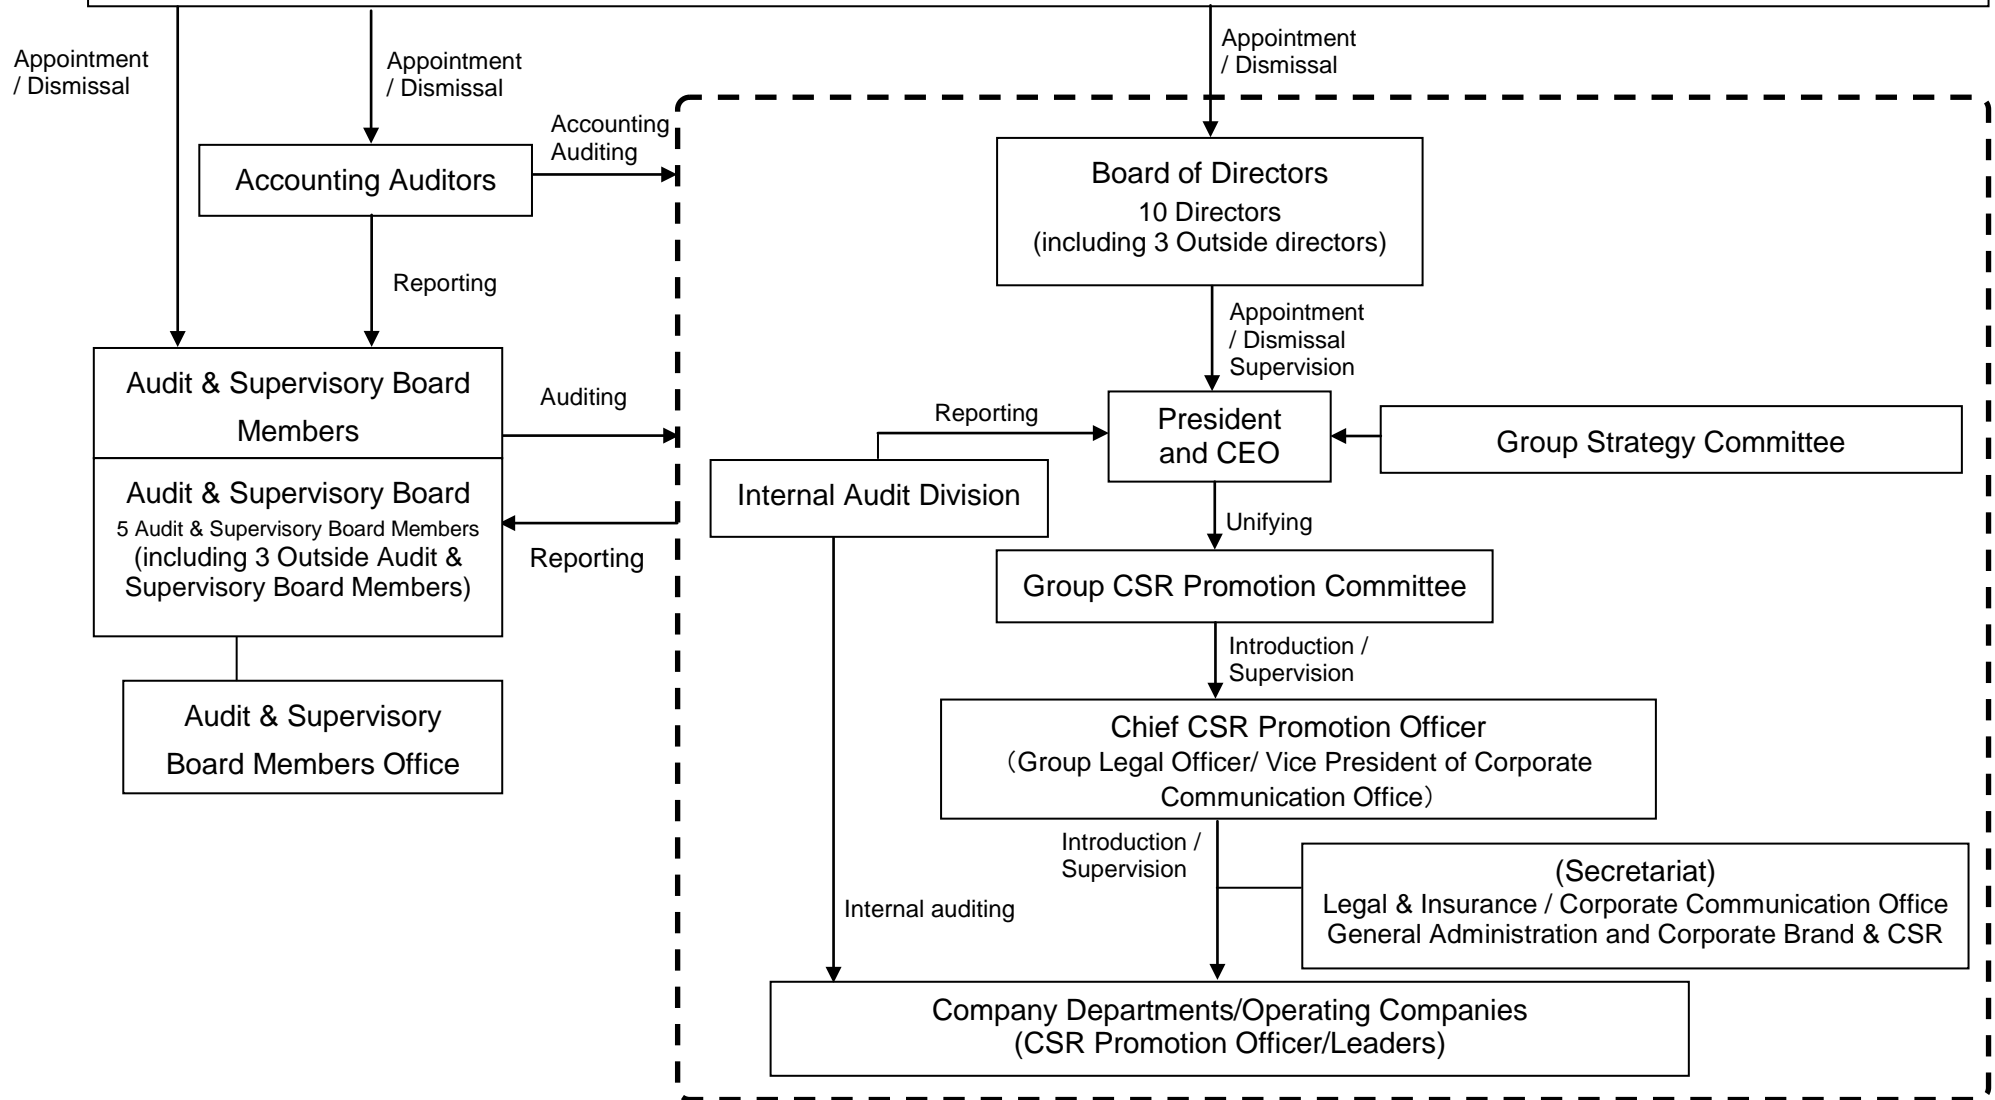 Appointment
/ Dismissal
Appointment
/ Dismissal
Appointment
/ Dismissal
Accounting
Auditing
Accounting Auditors
Board of Directors
10 Directors
(including 3 Outside directors)
Reporting
Appointment
/ Dismissal
Supervision
Audit & Supervisory Board
Members
Auditing
Reporting
President
and CEO
Group Strategy Committee
Audit & Supervisory Board
5 Audit & Supervisory Board Members
(including 3 Outside Audit &
Supervisory Board Members)
Reporting
Internal Audit Division
Unifying
Group CSR Promotion Committee
Introduction /
Supervision
Audit & Supervisory
Board Members Office
Chief CSR Promotion Officer
（Group Legal Officer/ Vice President of Corporate
Communication Office）
Introduction /
Supervision
(Secretariat)
Legal & Insurance / Corporate Communication Office
General Administration and Corporate Brand & CSR
Internal auditing
Company Departments/Operating Companies
(CSR Promotion Officer/Leaders)